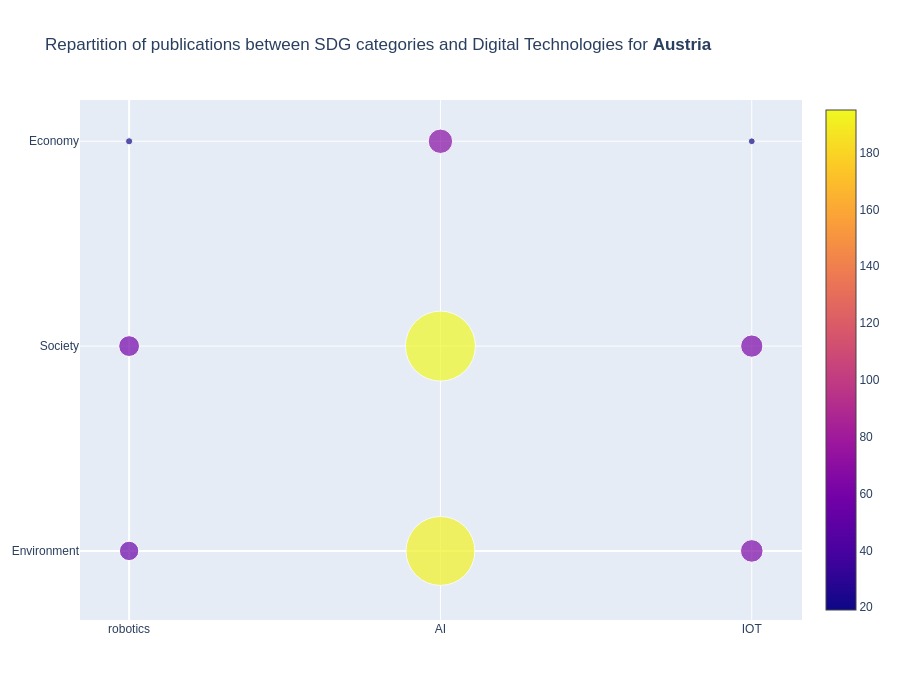 Repartition of publications between SDG categories and Digital Technologies for Austria
Economy
Society
Environment
robotics
AI
IOT
180
160
140
120
100
80
60
40
20